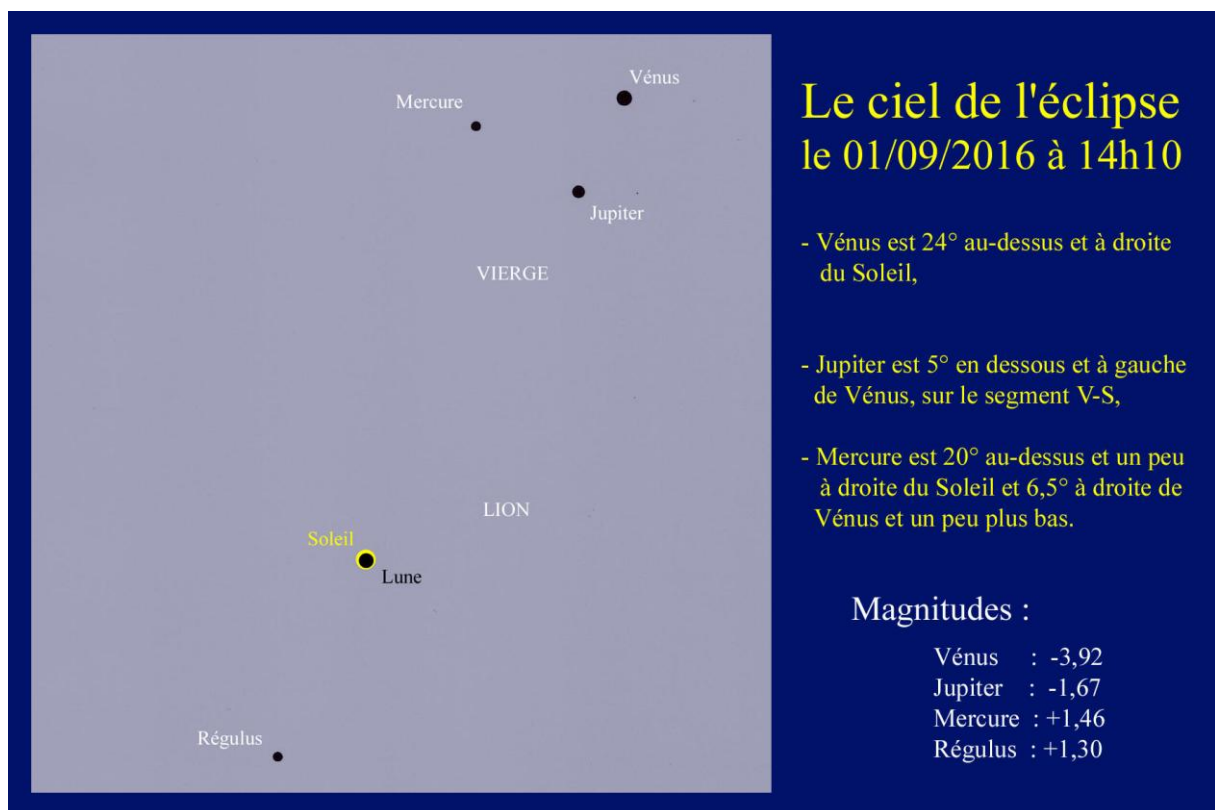 Vénus
Mercure
Jupiter
VIERGE
LION
Soleil
Lune
Régulus
Le ciel de l'éclipse
le 01/09/2016 à 14h10
- Vénus est 24° au-dessus et à droite
du Soleil,
- Jupiter est 5° en dessous et à gauche
de Vénus, sur le segment V-S,
- Mercure est 20° au-dessus et un peu
à droite du Soleil et 6,5° à droite de
Vénus et un peu plus bas.
Magnitudes :
Vénus : -3,92
Jupiter : -1,67
Mercure : +1,46
Régulus : +1,30